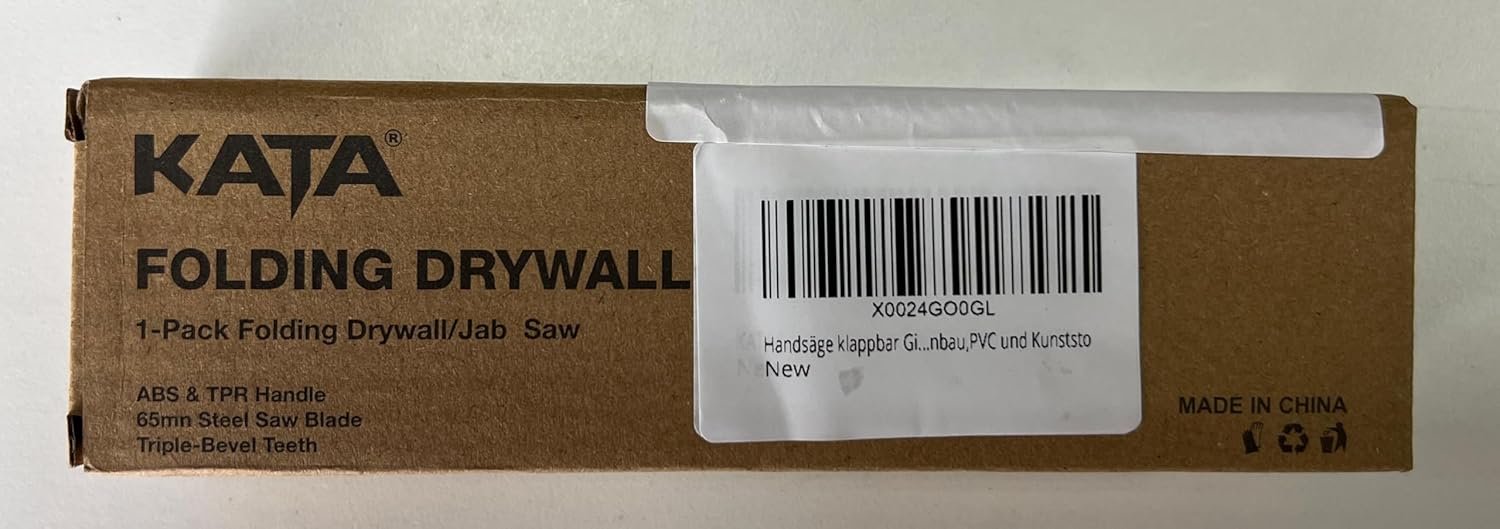 KATA®
FOLDING DRYWALL
1-Pack Folding Drywall/Jab Saw
ABS & TPR Handle
65mn Steel Saw Blade
Triple-Bevel Teeth
X0024GO0GL
Handsäge klappbar Gi...nbau,PVC und Kunststo
New
MADE IN CHINA